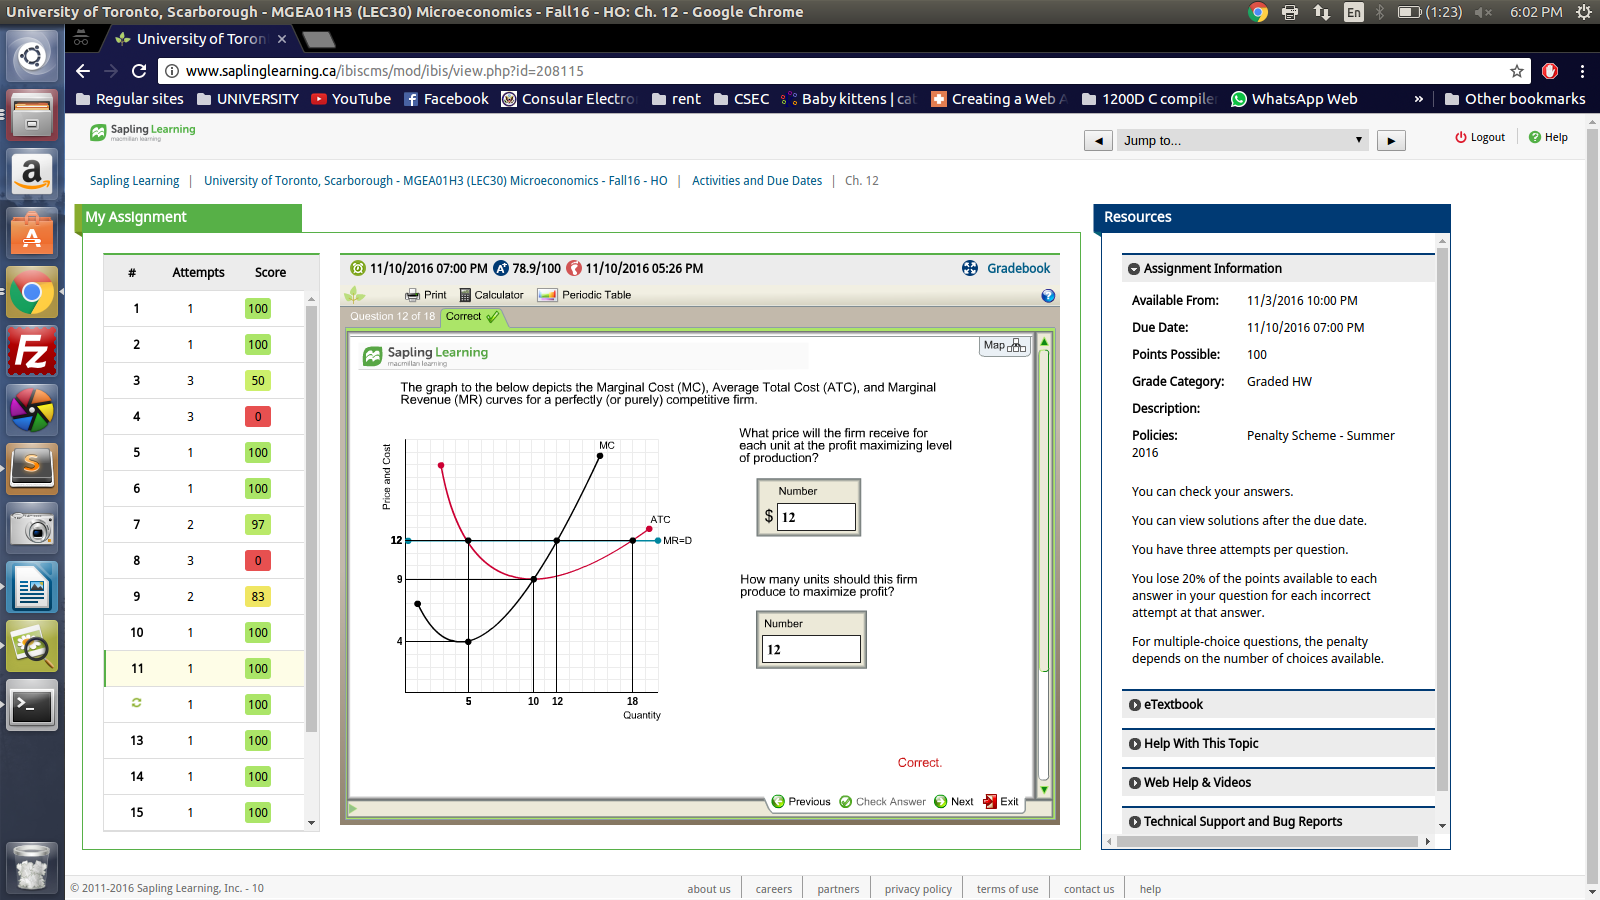 University of Toronto, Scarborough - MGEA01H3 (LEC30) Microeconomics - Fall16 - HO: Ch. 12 - Google Chrome
En
(1:23)
6:02 PM
University of Toron
www.saplinglearning.ca/ibiscms/mod/ibis/view.php?id=208115
Regular sites
UNIVERSITY
YouTube
Facebook
Consular Electro
rent
CSEC
Baby kittens | cat
Creating a Web A
1200D C compile
WhatsApp Web
»
Other bookmarks
Sapling Learning
macmillan learning
Jump to...
Logout
Help
Sapling Learning | University of Toronto, Scarborough - MGEA01H3 (LEC30) Microeconomics - Fall16 - HO | Activities and Due Dates | Ch. 12
My Assignment
# Attempts Score
1 1 100
2 1 100
3 3 50
4 3 0
5 1 100
6 1 100
7 2 97
8 3 0
9 2 83
10 1 100
11 1 100
1 100
13 1 100
14 1 100
15 1 100
11/10/2016 07:00 PM
A+ 78.9/100
11/10/2016 05:26 PM
Gradebook
Print
Calculator
Periodic Table
?
Question 12 of 18
Correct
Map
Sapling Learning
macmillan learning
The graph to the below depicts the Marginal Cost (MC), Average Total Cost (ATC), and Marginal
Revenue (MR) curves for a perfectly (or purely) competitive firm.
Price and Cost
MC
ATC
MR=D
12
9
4
5 10 12 18
Quantity
What price will the firm receive for
each unit at the profit maximizing level
of production?
Number
$ 12
How many units should this firm
produce to maximize profit?
Number
12
Correct.
Previous
Check Answer
Next
Exit
Resources
Assignment Information
Available From: 11/3/2016 10:00 PM
Due Date: 11/10/2016 07:00 PM
Points Possible: 100
Grade Category: Graded HW
Description:
Policies: Penalty Scheme - Summer
2016
You can check your answers.
You can view solutions after the due date.
You have three attempts per question.
You lose 20% of the points available to each
answer in your question for each incorrect
attempt at that answer.
For multiple-choice questions, the penalty
depends on the number of choices available.
eTextbook
Help With This Topic
Web Help & Videos
Technical Support and Bug Reports
© 2011-2016 Sapling Learning, Inc. - 10
about us | careers | partners | privacy policy | terms of use | contact us | help